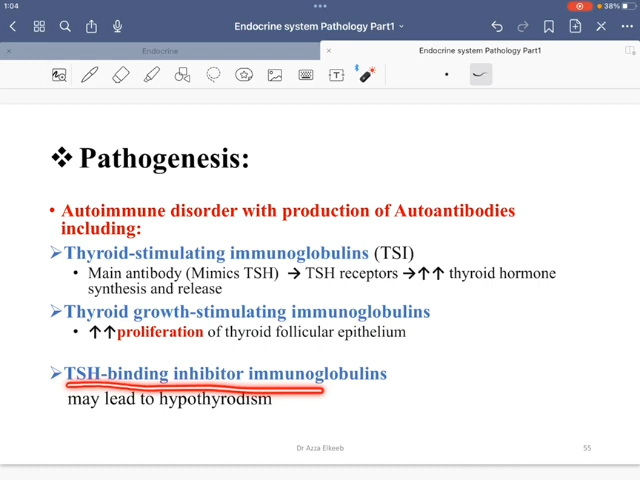 1:04
38%
Endocrine system Pathology Part1
Endocrine
Endocrine system Pathology Part1
❖ Pathogenesis:
• Autoimmune disorder with production of Autoantibodies
including:
➢Thyroid-stimulating immunoglobulins (TSI)
• Main antibody (Mimics TSH) → TSH receptors →↑↑ thyroid hormone
synthesis and release
➢Thyroid growth-stimulating immunoglobulins
• ↑↑proliferation of thyroid follicular epithelium
➢TSH-binding inhibitor immunoglobulins
may lead to hypothyrodism
Dr Azza Elkeeb
55